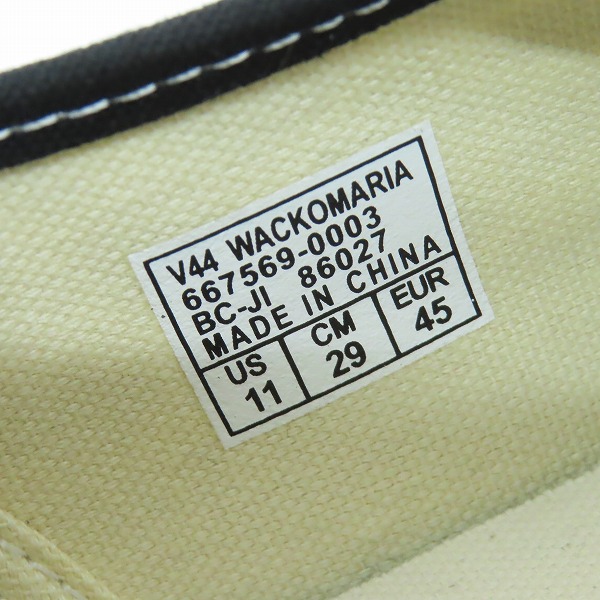 V44 WACKOMARIA
667569-0003
BC-JI 86027
MADE IN CHINA
US CM EUR
11 29 45